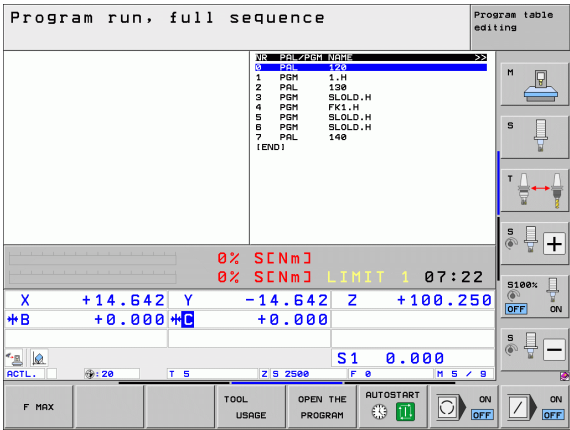 Program run, full sequence
Program table
editing
NR PAL/PGM NAME >>
0 PAL 120
1 PGM 1.H
2 PAL 130
3 PGM SLOLD.H
4 PGM FK1.H
5 PGM SLOLD.H
6 PGM SLOLD.H
7 PAL 140
[END]
M
S
T
S
S100%
OFF ON
S
0% S[Nm]
0% S[Nm] LIMIT 1 07:22
X +14.642 Y -14.642 Z +100.250
B +0.000 C +0.000
S1 0.000
ACTL. : 20 T 5 Z S 2500 F 0 M 5 / 9
F MAX
TOOL
USAGE
OPEN THE
PROGRAM
AUTOSTART
ON
OFF
ON
OFF